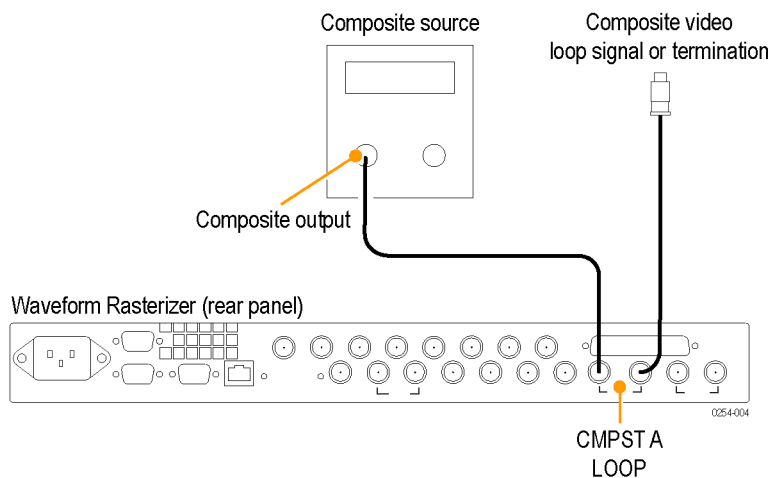 Composite source
Composite video
loop signal or termination
Composite output
Waveform Rasterizer (rear panel)
0254-004
CMPST A
LOOP